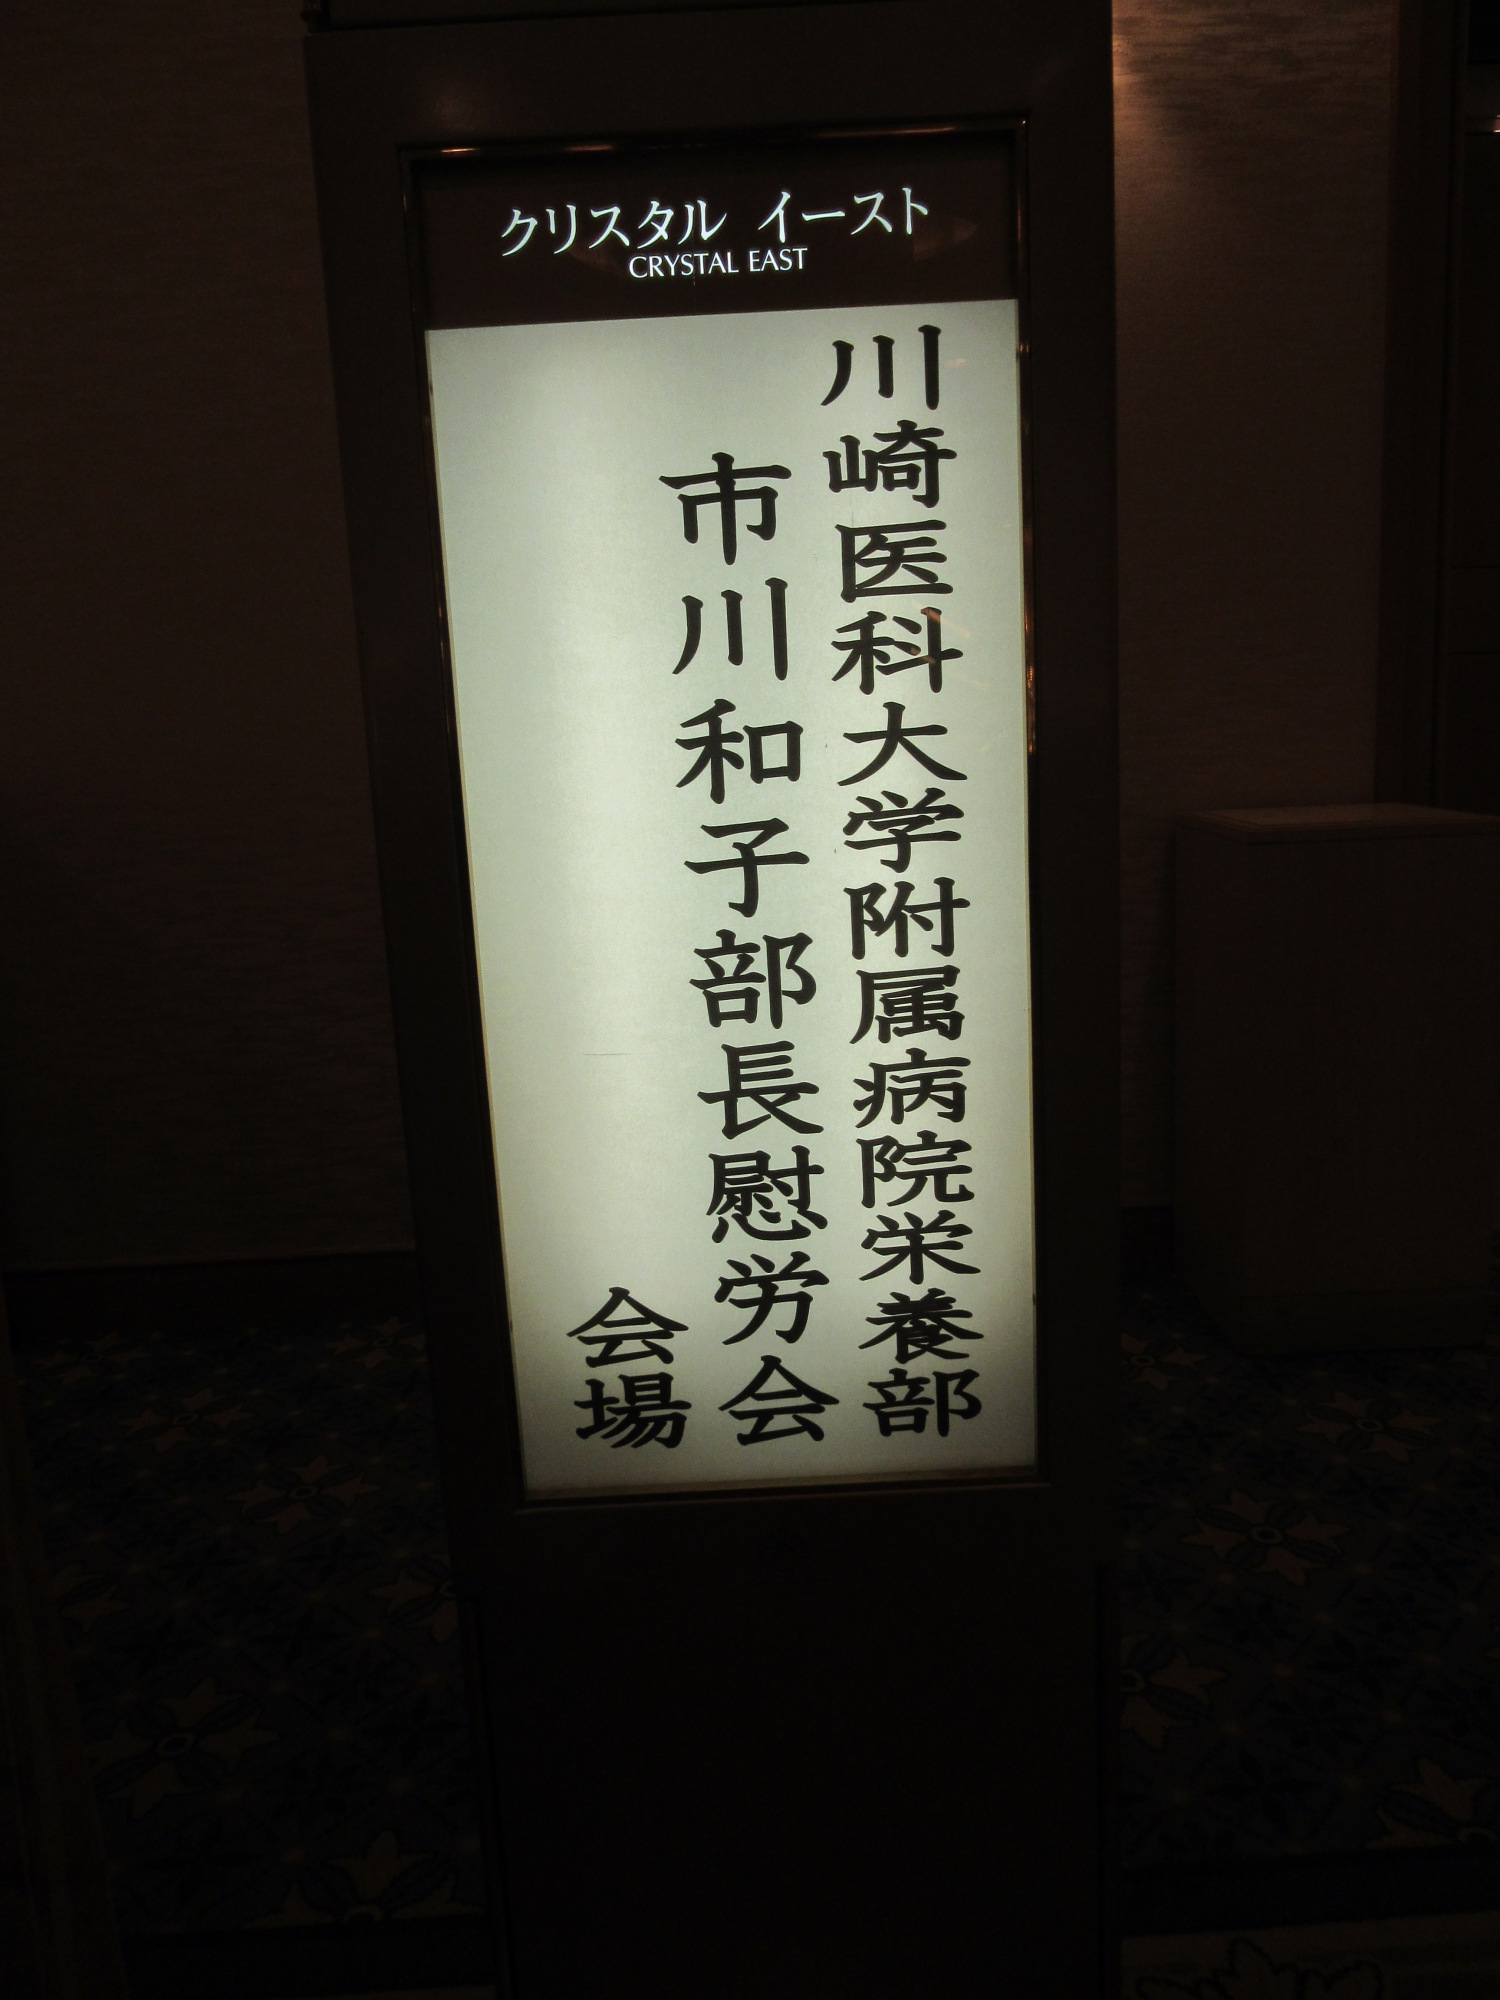 クリスタル イースト
CRYSTAL EAST
川崎医科大学附属病院栄養部
市川和子部長慰労会
会場